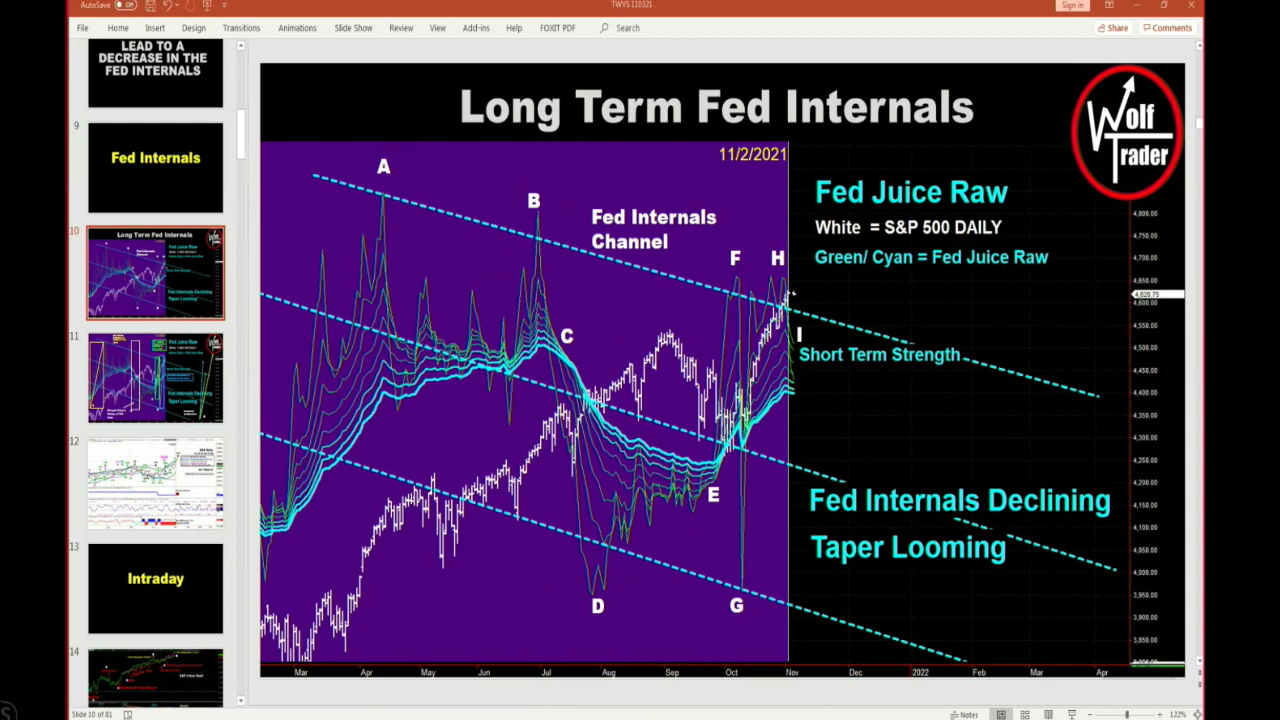 AutoSave Off
TWYS 110321
Sign in
File Home Insert Design Transitions Animations Slide Show Review View Add-ins Help FOXIT PDF Search
Share Comments
LEAD TO A
DECREASE IN THE
FED INTERNALS
9
Fed Internals
10
Long Term Fed Internals
11
12
13
Intraday
14
Long Term Fed Internals
Wolf
Trader
11/2/2021
A
B
C
D
E
F
G
H
I
Fed Internals
Channel
Fed Juice Raw
White = S&P 500 DAILY
Green/ Cyan = Fed Juice Raw
Short Term Strength
Fed Internals Declining
Taper Looming
4,800.00
4,750.00
4,700.00
4,650.00
4,620.75
4,600.00
4,550.00
4,500.00
4,450.00
4,400.00
4,350.00
4,300.00
4,250.00
4,200.00
4,150.00
4,100.00
4,050.00
4,000.00
3,950.00
3,900.00
3,850.00
Mar Apr May Jun Jul Aug Sep Oct Nov Dec 2022 Feb Mar Apr
Slide 10 of 81
Notes
122%